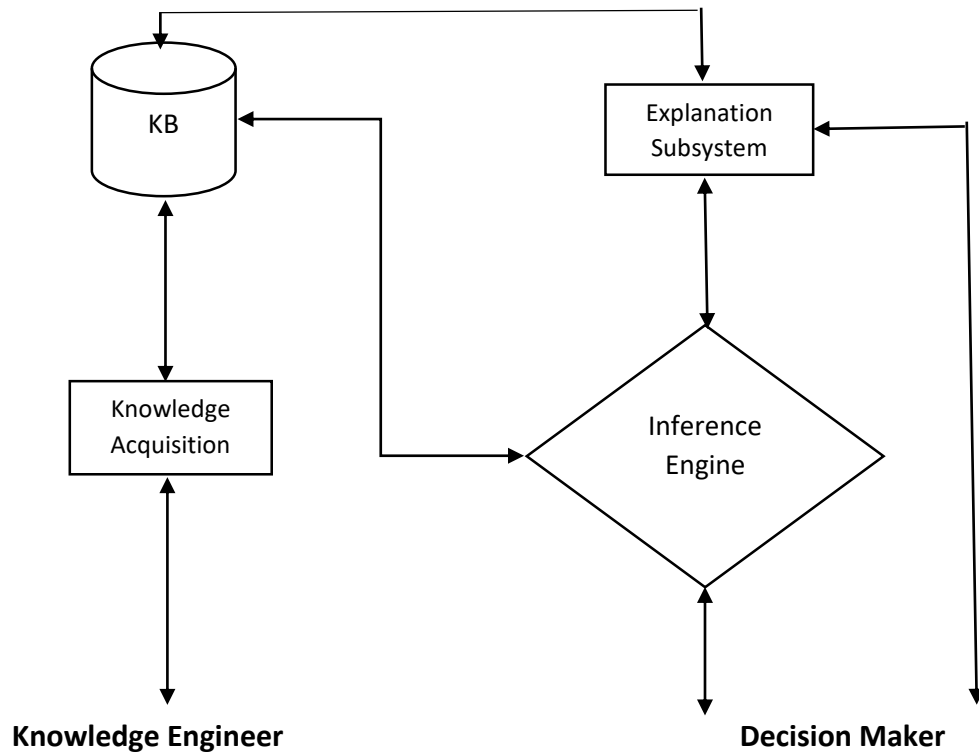 KB
Explanation
Subsystem
Knowledge
Acquisition
Inference
Engine
Knowledge Engineer
Decision Maker